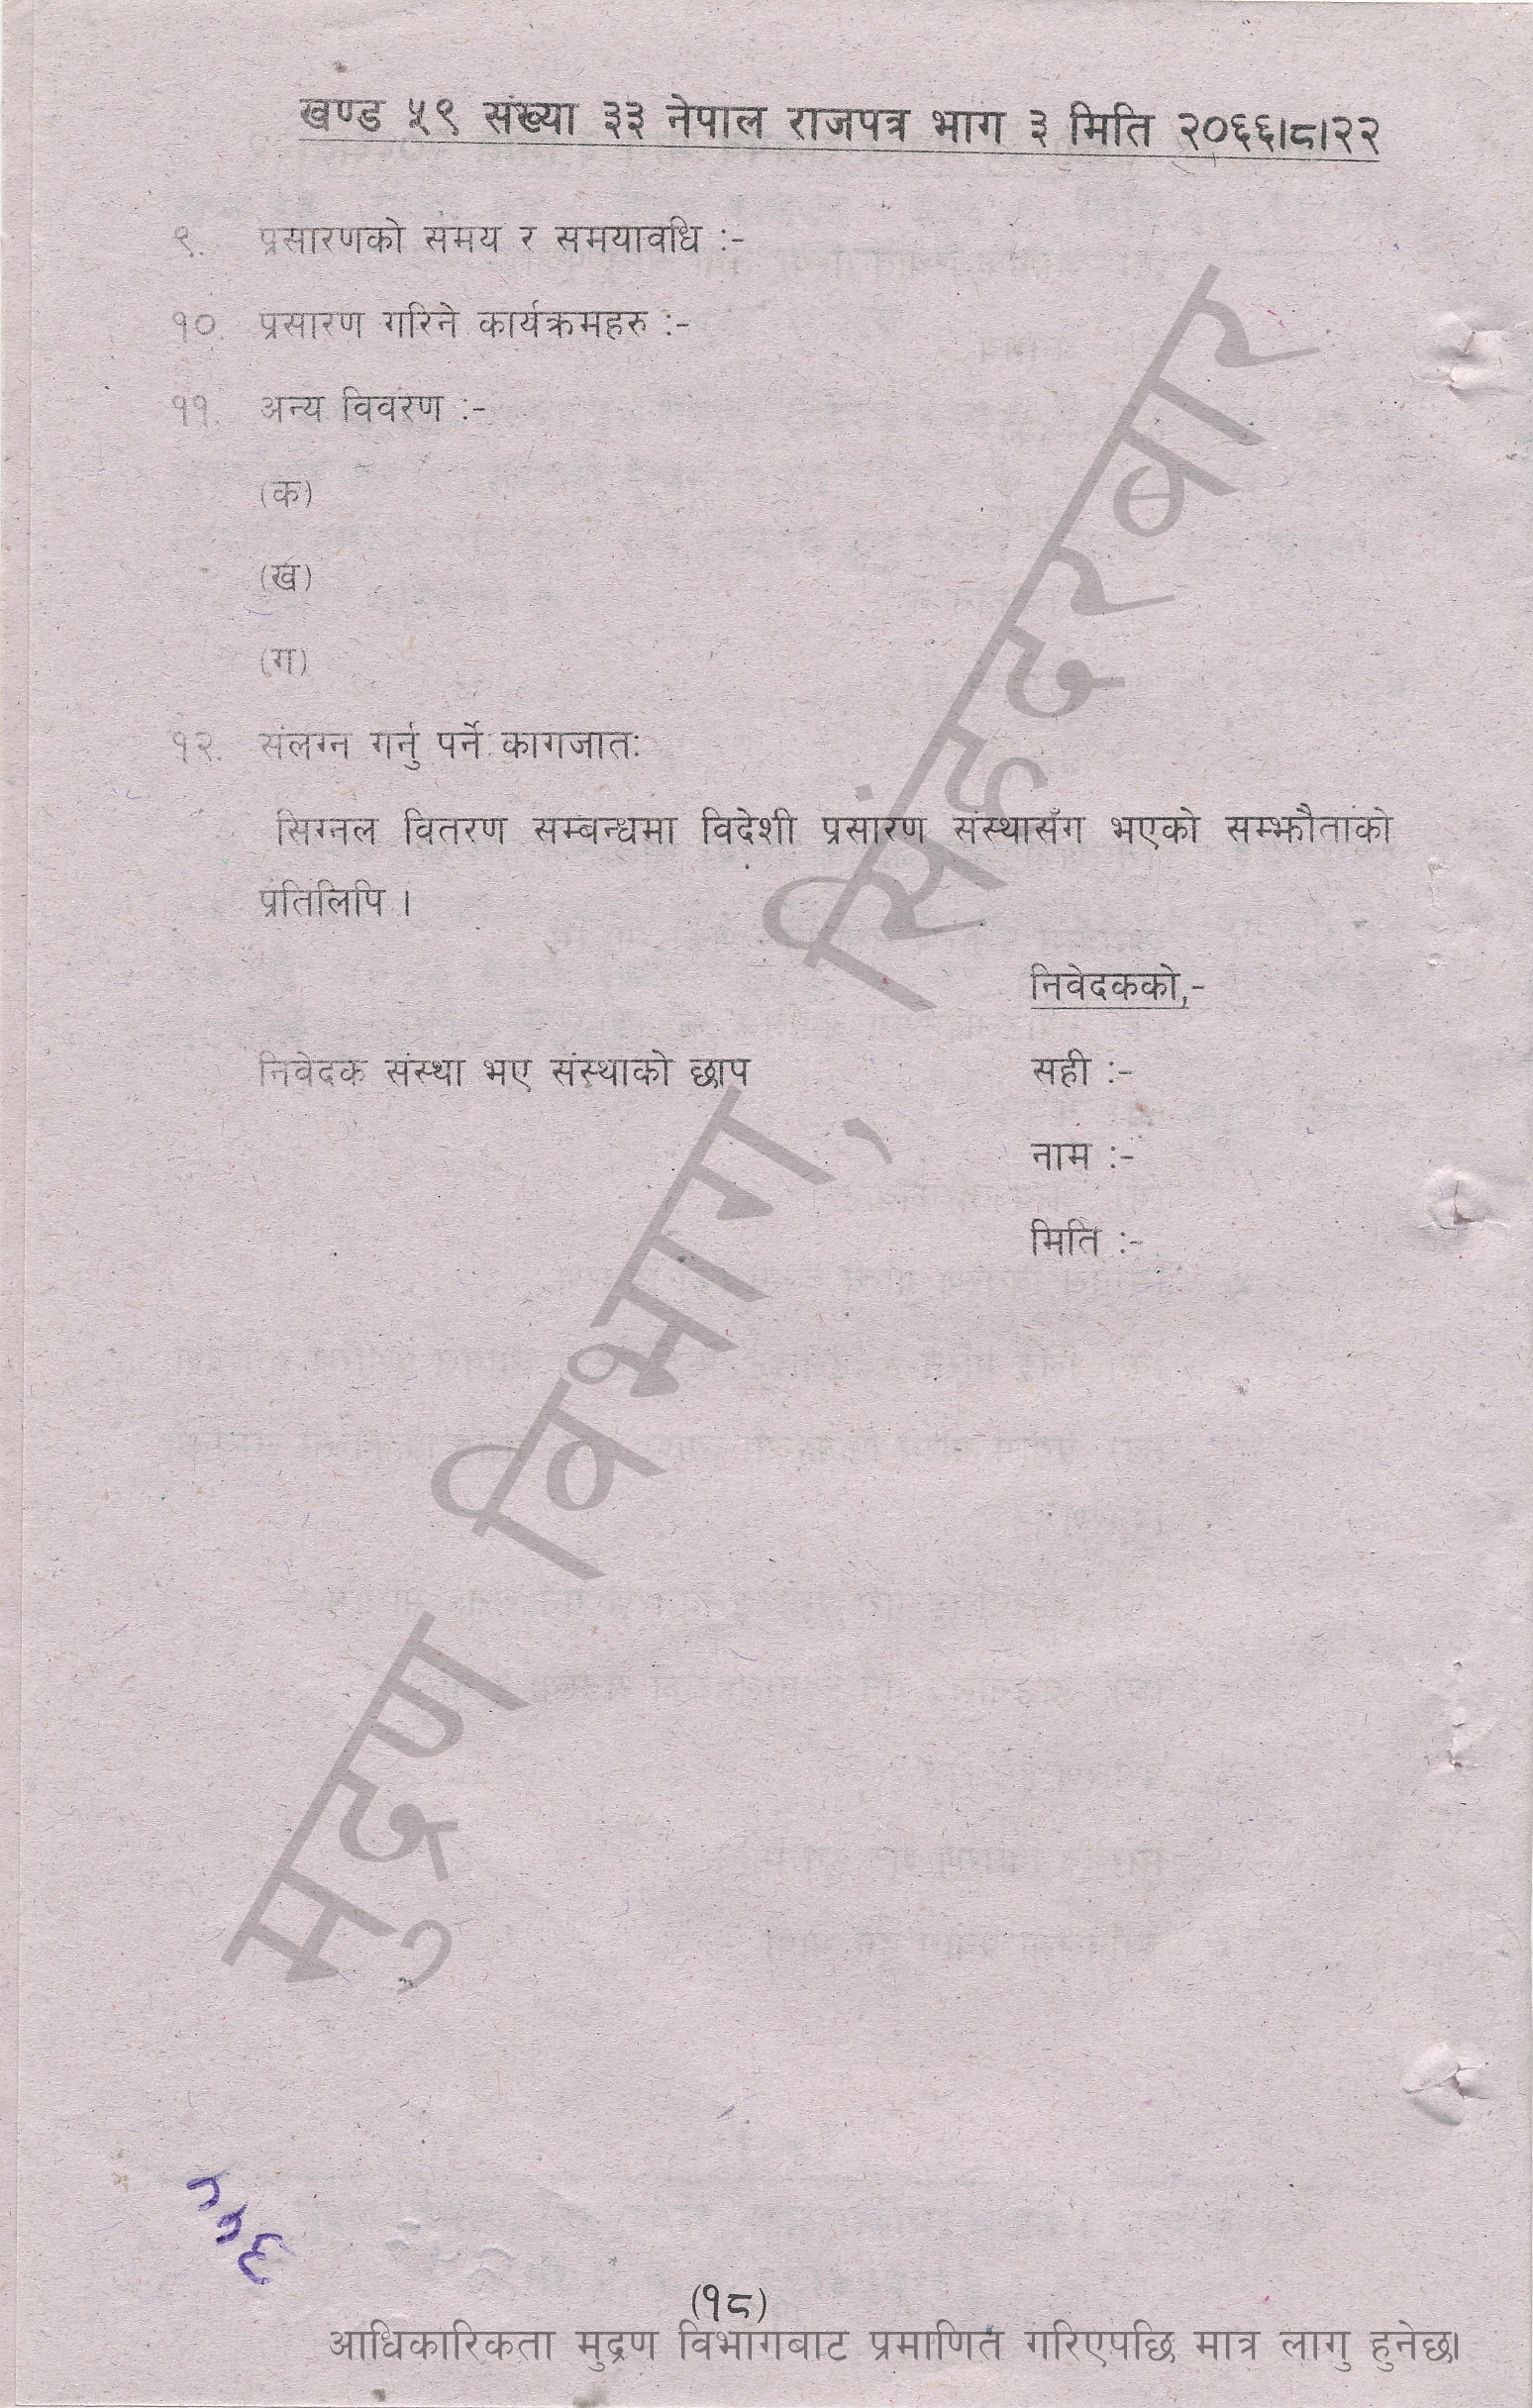 खण्ड ५९ संख्या ३३ नेपाल राजपत्र भाग ३ मिति २०६६।८।२२
९. प्रसारणको समय र समयावधि :-
१०. प्रसारण गरिने कार्यक्रमहरु :-
११. अन्य विवरण :-
(क)
(ख)
(ग)
१२. संलग्न गर्नु पर्ने कागजातः
सिग्नल वितरण सम्बन्धमा विदेशी प्रसारण संस्थासँग भएको सम्झौताको
प्रतिलिपि ।
निवेदकको,-
निवेदक संस्था भए संस्थाको छाप सही :-
नाम :-
मिति :-
मुद्रण विभाग, सिंहदरवार
(१८)
आधिकारिकता मुद्रण विभागबाट प्रमाणित गरिएपछि मात्र लागु हुनेछ।